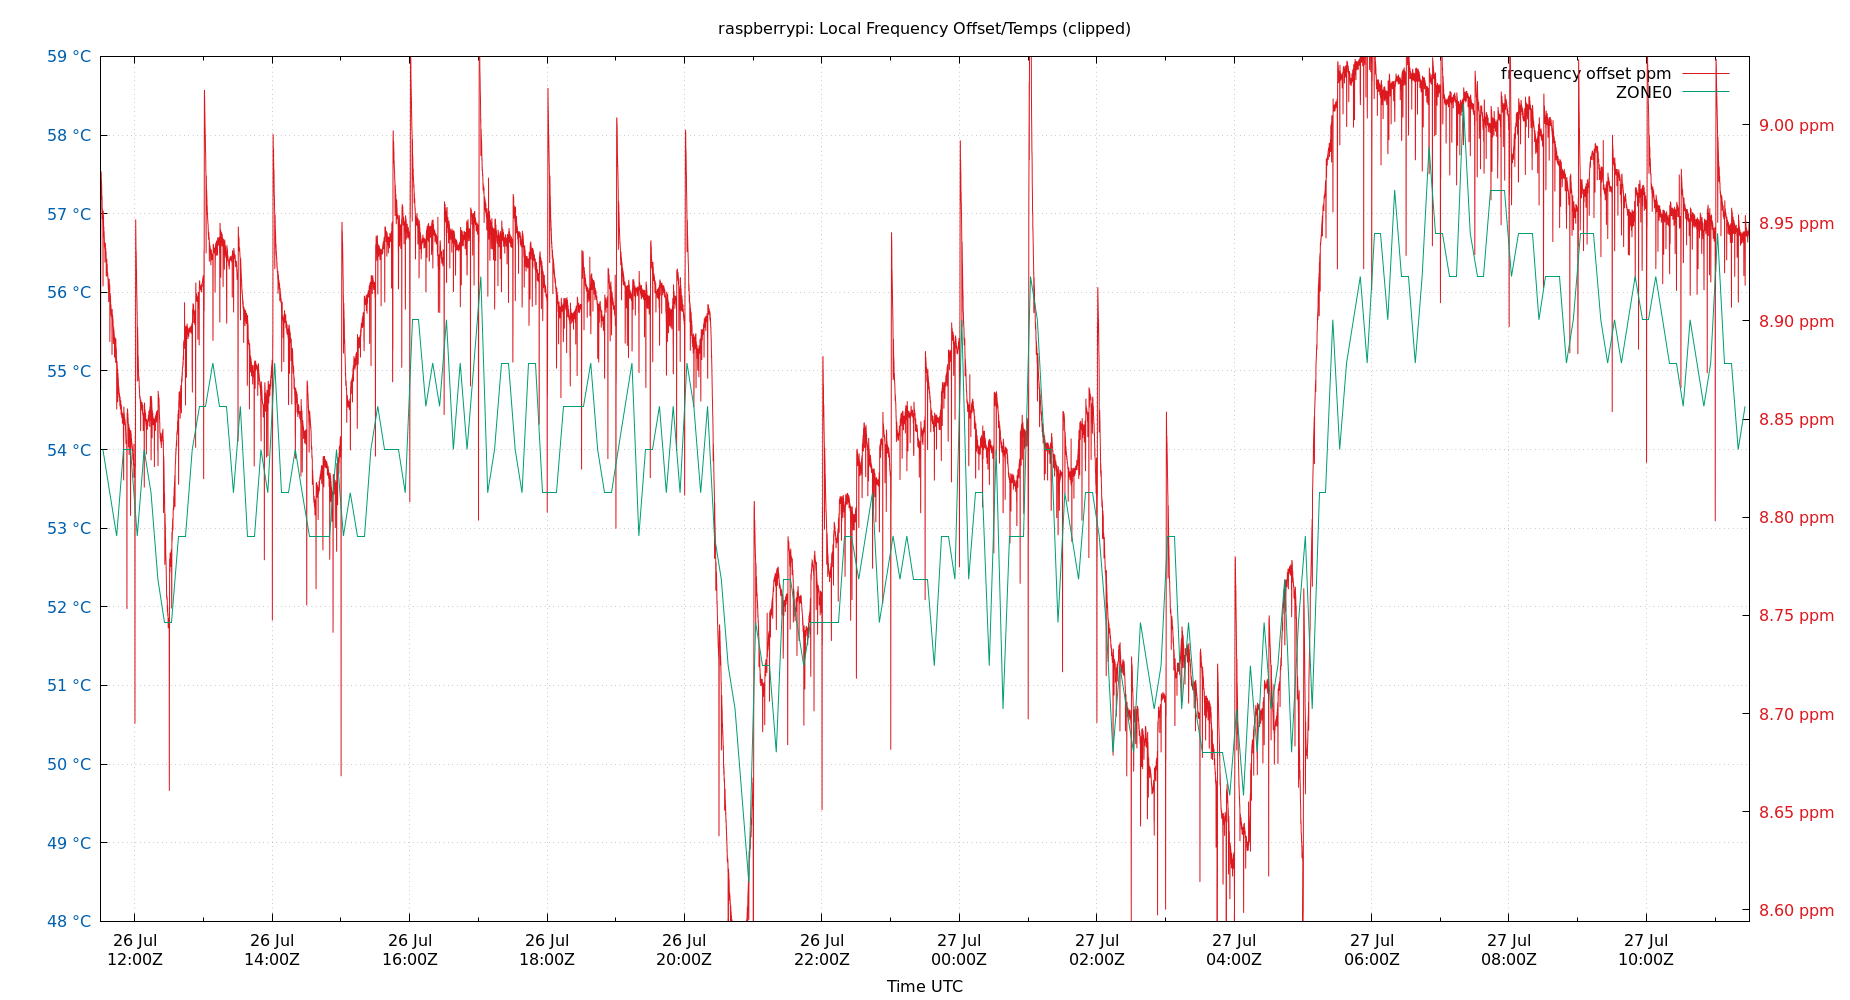 raspberrypi: Local Frequency Offset/Temps (clipped)
59 °C
58 °C
57 °C
56 °C
55 °C
54 °C
53 °C
52 °C
51 °C
50 °C
49 °C
48 °C
frequency offset ppm
ZONE0
9.00 ppm
8.95 ppm
8.90 ppm
8.85 ppm
8.80 ppm
8.75 ppm
8.70 ppm
8.65 ppm
8.60 ppm
26 Jul
12:00Z
26 Jul
14:00Z
26 Jul
16:00Z
26 Jul
18:00Z
26 Jul
20:00Z
26 Jul
22:00Z
27 Jul
00:00Z
27 Jul
02:00Z
27 Jul
04:00Z
27 Jul
06:00Z
27 Jul
08:00Z
27 Jul
10:00Z
Time UTC